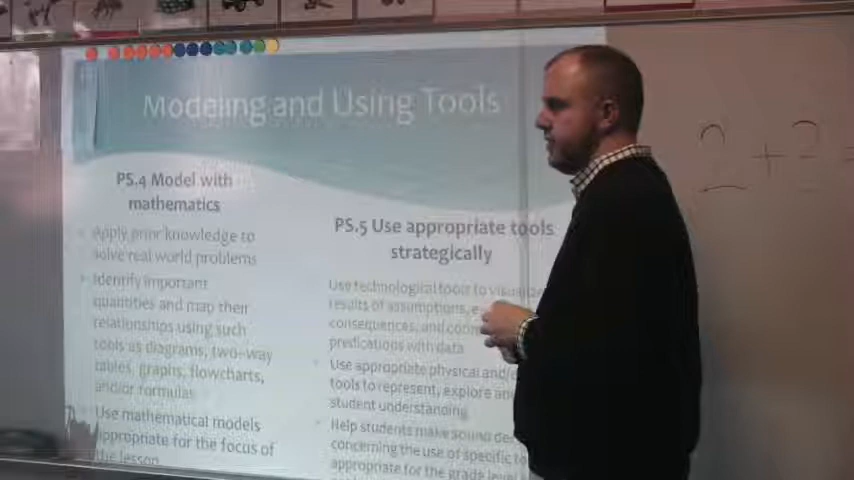 Modeling and Using Tools
PS.4 Model with
mathematics
Apply prior knowledge to
solve real world problems
Identify important
quantities and map their
relationships using such
tools as diagrams, two-way
tables, graphs, flowcharts,
and/or formulas
Use mathematical models
appropriate for the focus of
the lesson
PS.5 Use appropriate tools
strategically
Use technological tools to visualize
results of assumptions,
consequences, and
predications with data
Use appropriate physical and/
tools to represent, explore
student understanding
Help students make sound
concerning the use of specific
appropriate for the grade level
2 + 2 =